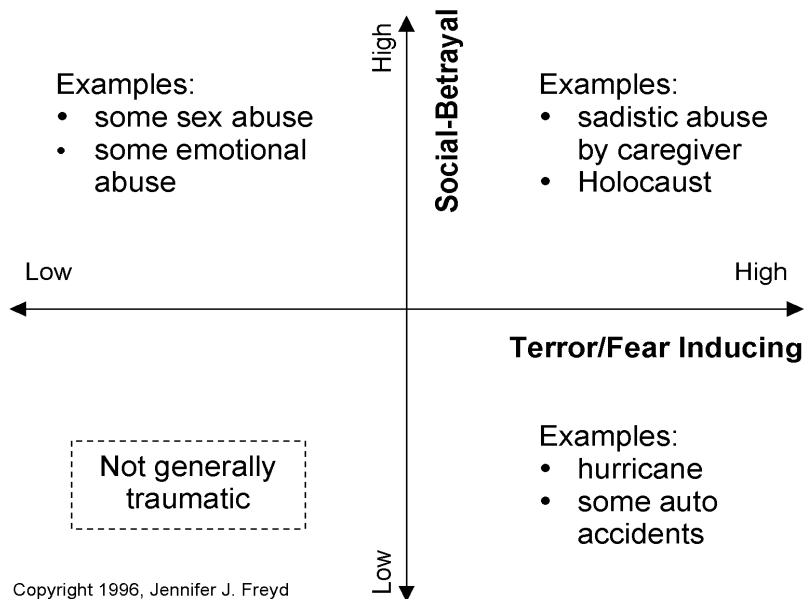 High
Social-Betrayal
Examples:
• some sex abuse
• some emotional
abuse
Examples:
• sadistic abuse
by caregiver
• Holocaust
Low
High
Terror/Fear Inducing
Not generally
traumatic
Examples:
• hurricane
• some auto
accidents
Low
Copyright 1996, Jennifer J. Freyd